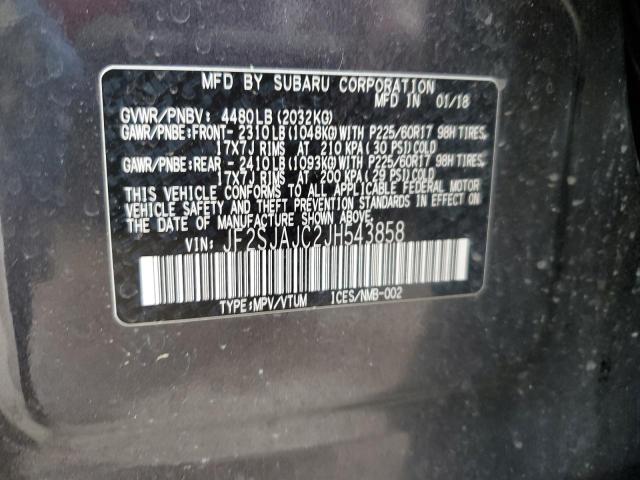 MFD BY SUBARU CORPORATION
MFD IN 01/18
GVWR/PNBV: 4480LB (2032KG)
GAWR/PNBE: FRONT- 2310LB (1048KG) WITH P225/60R17 98H TIRES,
17X7J RIMS AT 210 KPA (30 PSI) COLD
GAWR/PNBE: REAR - 2410LB (1093KG) WITH P225/60R17 98H TIRES,
17X7J RIMS AT 200 KPA (29 PSI) COLD
THIS VEHICLE CONFORMS TO ALL APPLICABLE FEDERAL MOTOR
VEHICLE SAFETY AND THEFT PREVENTION STANDARDS IN EFFECT ON
THE DATE OF MANUFACTURE SHOWN ABOVE.
VIN: JF2SJAJC2JH543858
TYPE: MPV/VTUM ICES/NMB-002